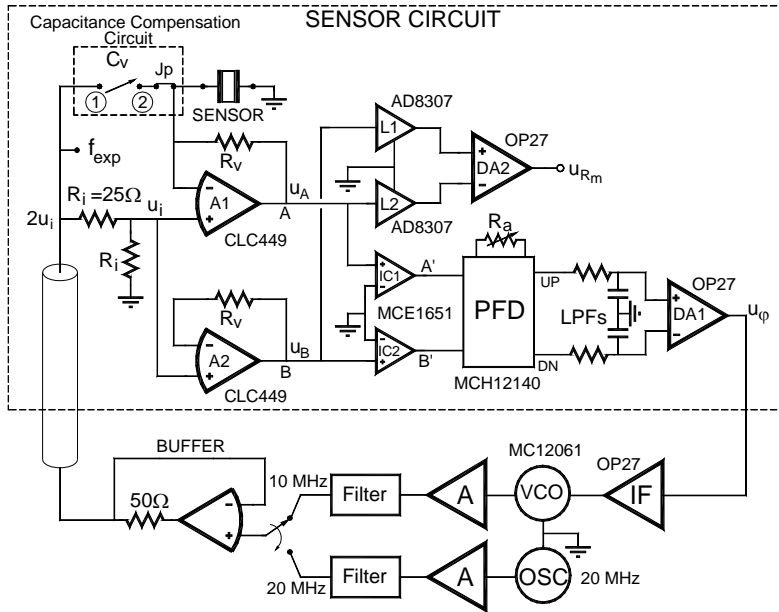 SENSOR CIRCUIT
Capacitance Compensation
Circuit
Cv
Jp
1
2
SENSOR
fexp
Rv
Ri =25Ω
2ui
ui
Ri
A1
CLC449
uA
A
Rv
A2
CLC449
uB
B
AD8307
L1
L2
AD8307
OP27
DA2
uRm
Ra
IC1
A'
MCE1651
IC2
B'
PFD
MCH12140
UP
DN
LPFs
OP27
DA1
uφ
BUFFER
50Ω
10 MHz
20 MHz
Filter
Filter
A
A
MC12061
VCO
OSC
20 MHz
OP27
IF